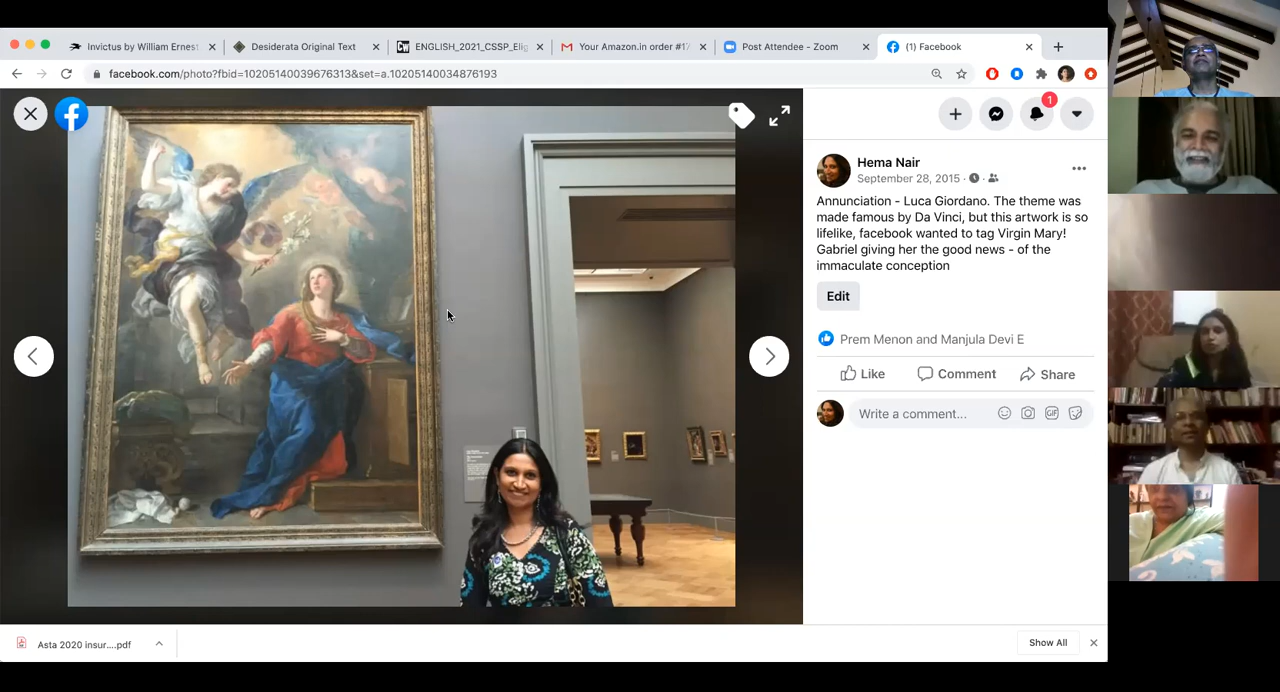 Invictus by William Ernest
Desiderata Original Text
ENGLISH_2021_CSSP_Elig
Your Amazon.in order #17
Post Attendee - Zoom
(1) Facebook
facebook.com/photo?fbid=10205140039676313&set=a.10205140034876193
1
Hema Nair
September 28, 2015
Annunciation - Luca Giordano. The theme was
made famous by Da Vinci, but this artwork is so
lifelike, facebook wanted to tag Virgin Mary!
Gabriel giving her the good news - of the
immaculate conception
Edit
Prem Menon and Manjula Devi E
Like
Comment
Share
Write a comment...
GIF
Asta 2020 insur....pdf
Show All